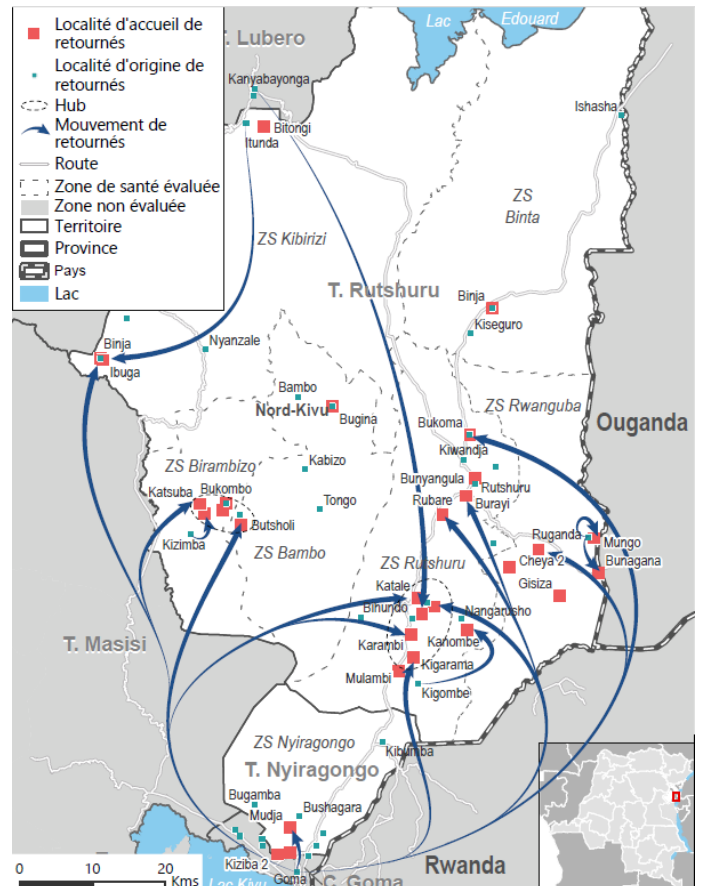 Localité d'accueil de
retournés
Localité d'origine de
retournés
Hub
Mouvement de
retournés
Route
Zone de santé évaluée
Zone non évaluée
Territoire
Province
Pays
Lac
T. Lubero
Lac Edouard
Kanyabayonga
Bitongi
Itunda
Ishasha
ZS
Binta
ZS Kibirizi
T. Rutshuru
Binja
Kiseguro
Binja
Ibuga
Nyanzale
Bambo
Nord-Kivu
Bugina
ZS Rwanguba
Ouganda
Bukoma
Kiwandja
ZS Birambizo
Kabizo
Katsuba
Bukombo
Bunyangula
Rutshuru
Rubare
Burayi
Tongo
Butsholi
Kizimba
ZS Bambo
Ruganda
Mungo
Cheya 2
Bunagana
ZS Rutshuru
Gisiza
Katale
Bihundo
Nangarusho
T. Masisi
Karambi
Kanombe
Kigarama
Mulambi
Kigombe
ZS Nyiragongo
Kibumba
T. Nyiragongo
Bugamba
Bushagara
Mudja
Kiziba 2
Rwanda
Goma
C. Goma
Lac Kivu
0 10 20
Kms